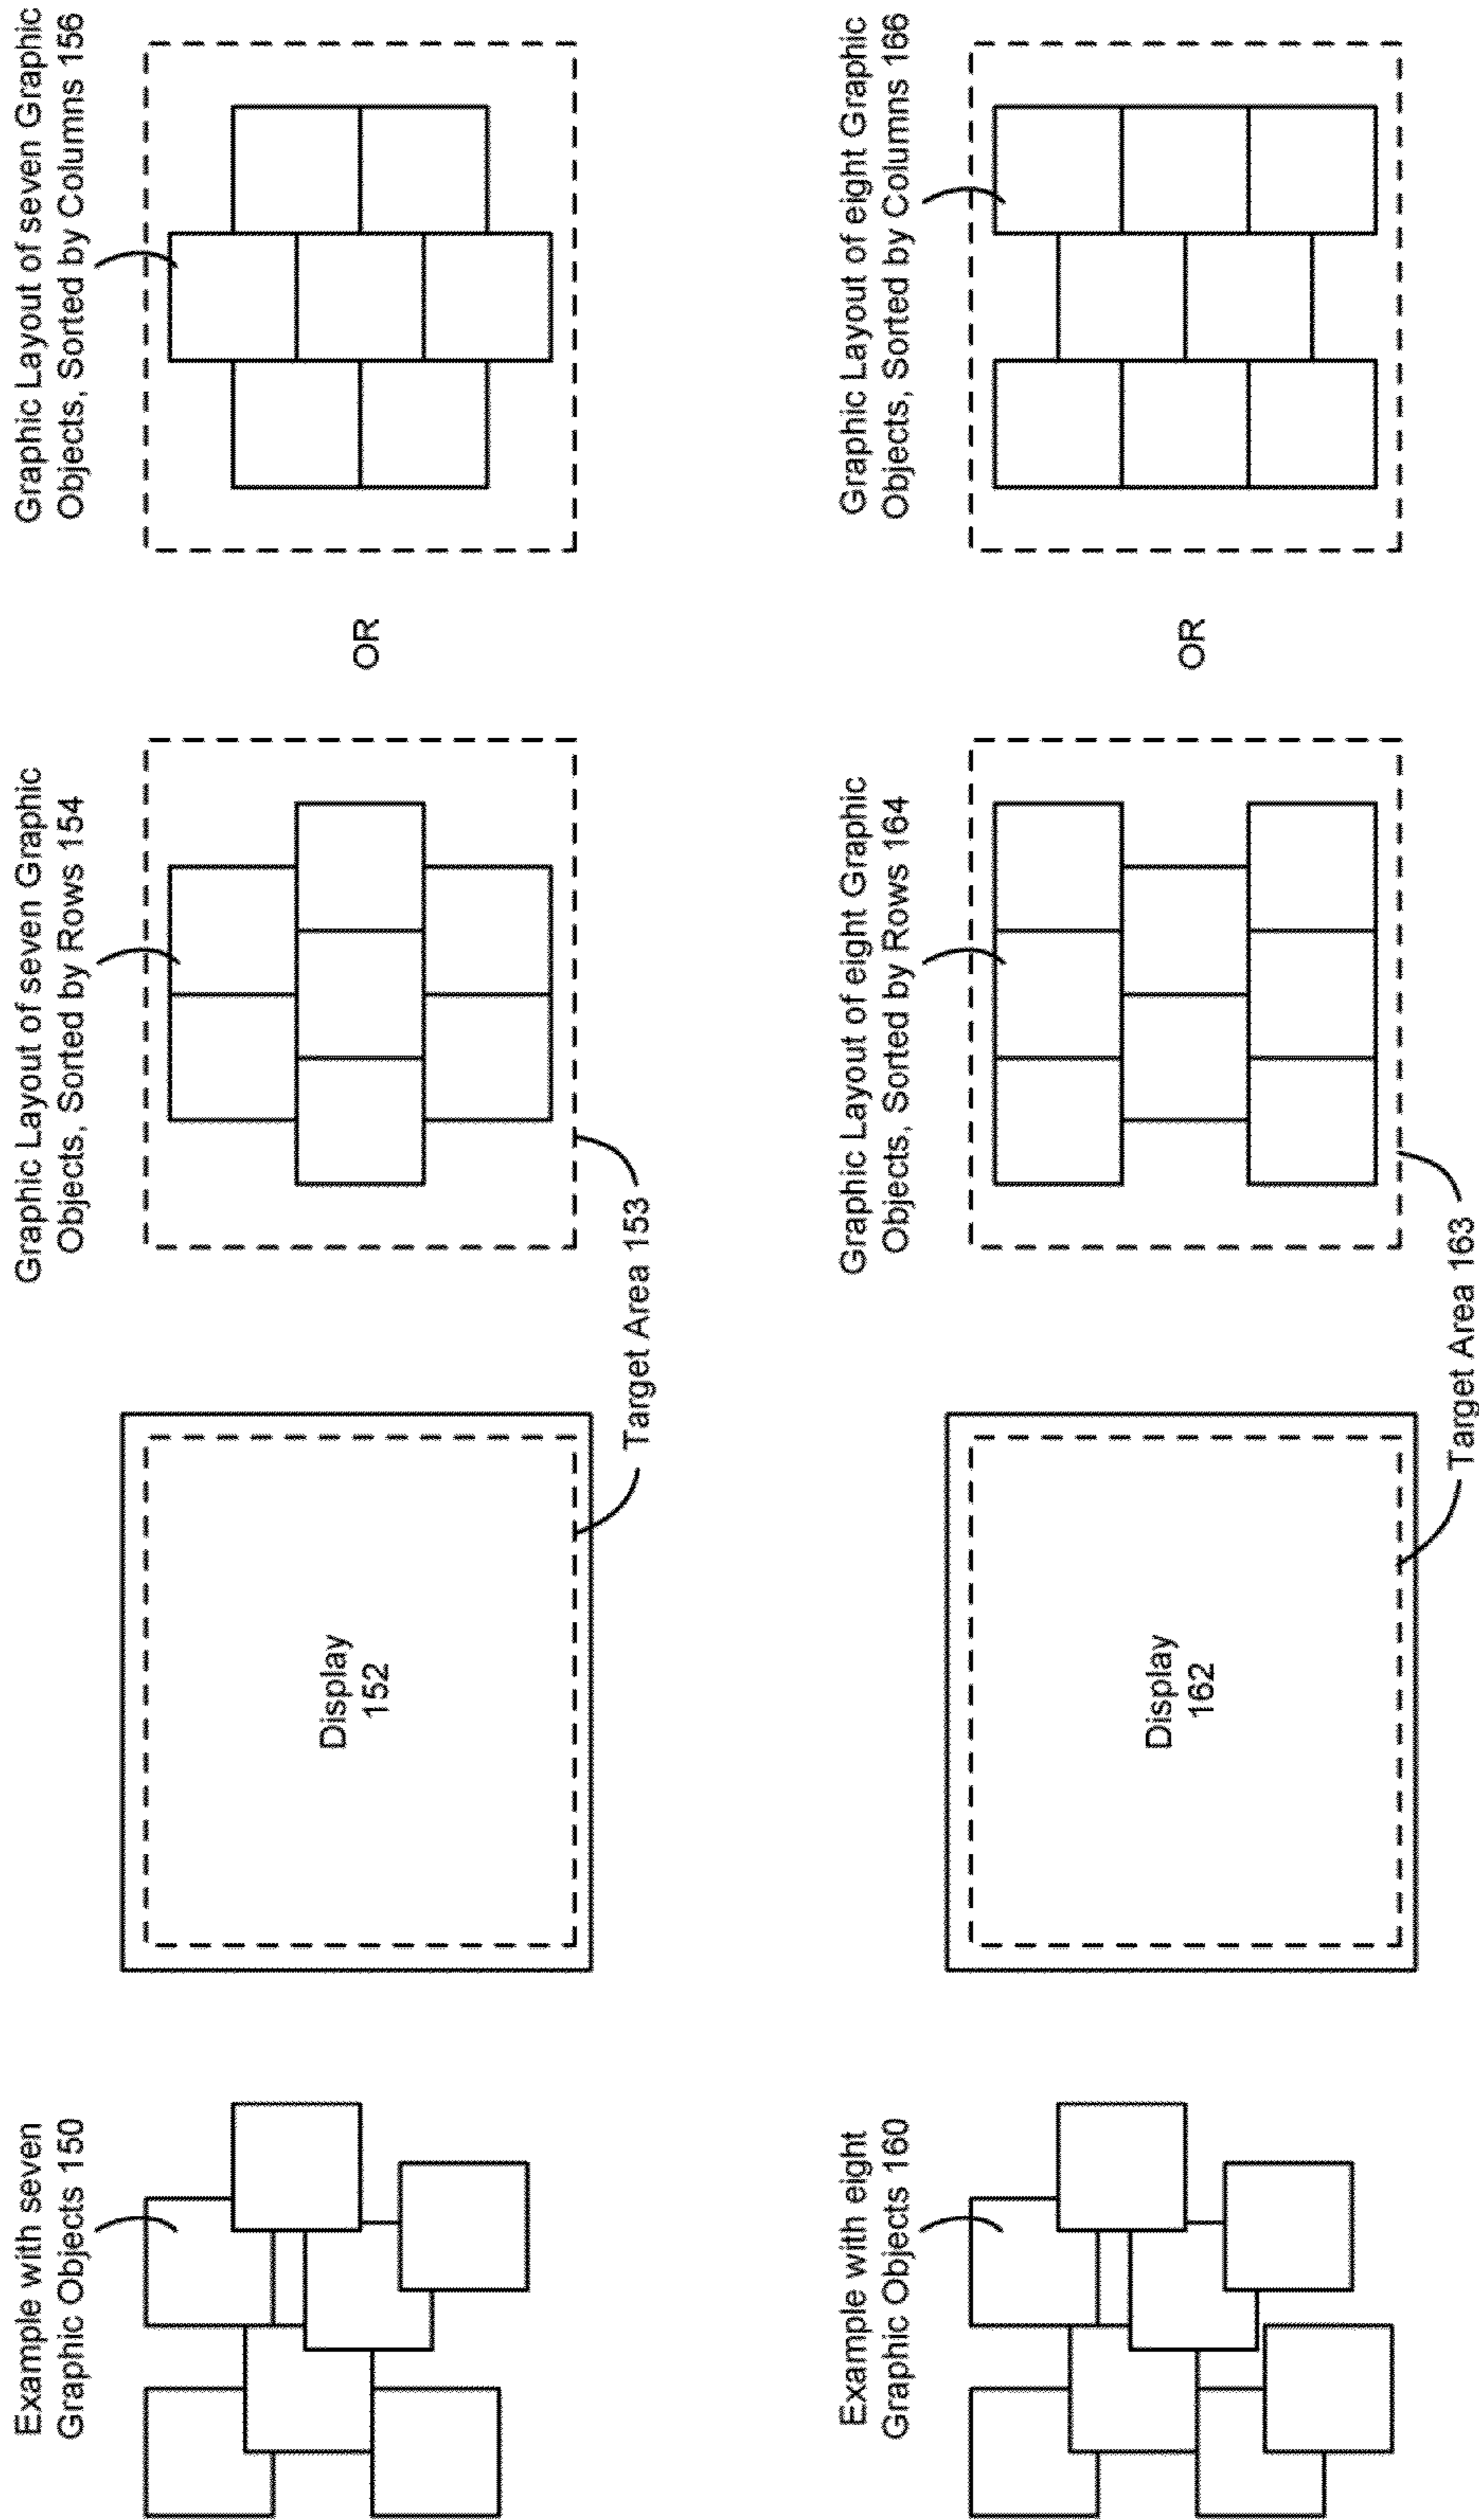 Example with seven
Graphic Objects 150
Display
152
Target Area 153
Graphic Layout of seven Graphic
Objects, Sorted by Rows 154
OR
Graphic Layout of seven Graphic
Objects, Sorted by Columns 156
Example with eight
Graphic Objects 160
Display
162
Target Area 163
Graphic Layout of eight Graphic
Objects, Sorted by Rows 164
OR
Graphic Layout of eight Graphic
Objects, Sorted by Columns 166